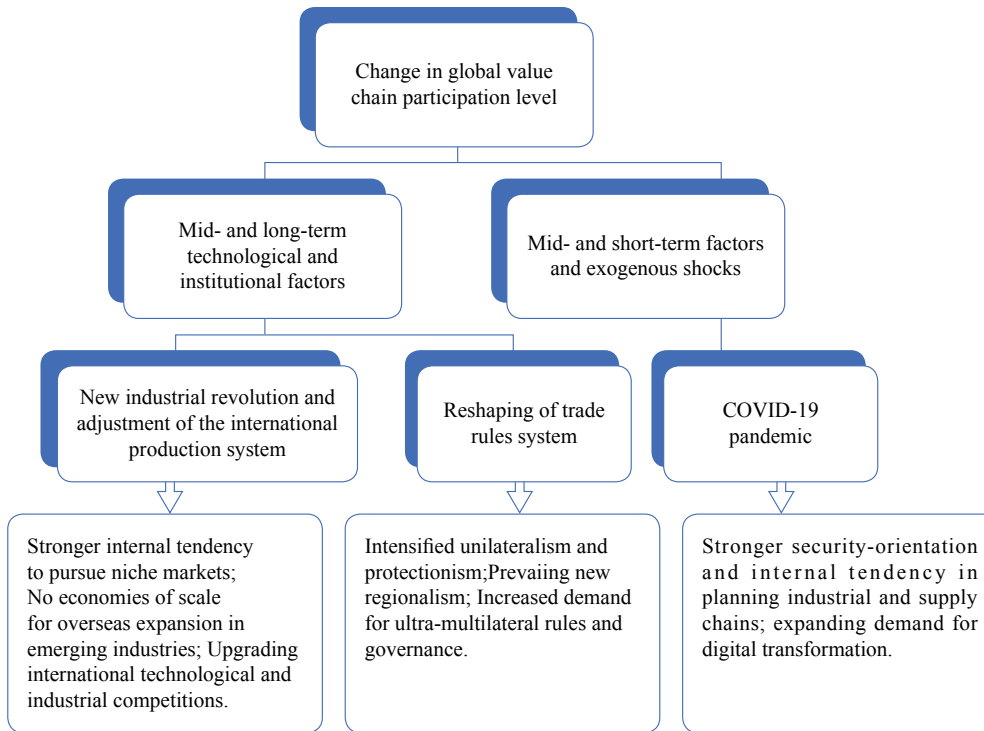 Change in global value
chain participation level
Mid- and long-term
technological and
institutional factors
Mid- and short-term factors
and exogenous shocks
New industrial revolution and
adjustment of the international
production system
Reshaping of trade
rules system
COVID-19
pandemic
Stronger internal tendency
to pursue niche markets;
No economies of scale
for overseas expansion in
emerging industries; Upgrading
international technological and
industrial competitions.
Intensified unilateralism and
protectionism;Prevaiing new
regionalism; Increased demand
for ultra-multilateral rules and
governance.
Stronger security-orientation
and internal tendency in
planning industrial and supply
chains; expanding demand for
digital transformation.